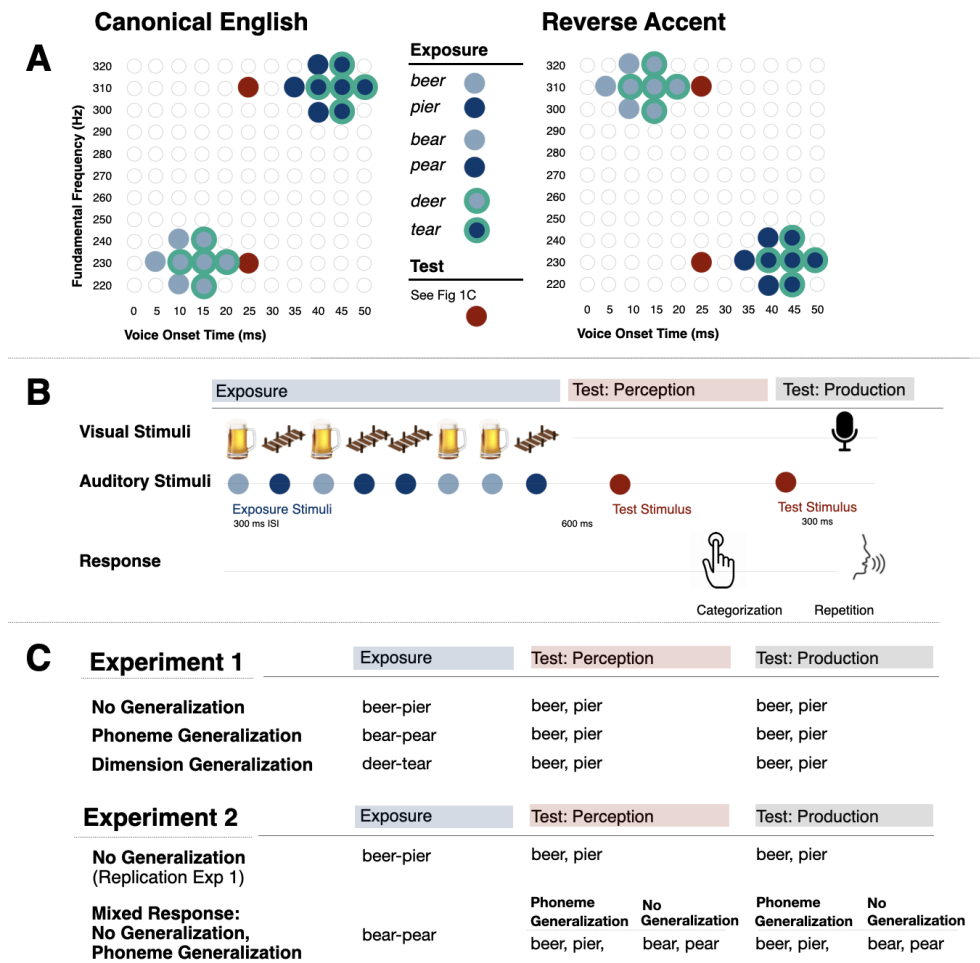 Canonical English
Reverse Accent
A
Fundamental Frequency (Hz)
320
310
300
290
280
270
260
250
240
230
220
0 5 10 15 20 25 30 35 40 45 50
Voice Onset Time (ms)
Exposure
beer
pier
bear
pear
deer
tear
Test
See Fig 1C
320
310
300
290
280
270
260
250
240
230
220
0 5 10 15 20 25 30 35 40 45 50
Voice Onset Time (ms)
B
Exposure Test: Perception Test: Production
Visual Stimuli
Auditory Stimuli
Exposure Stimuli Test Stimulus Test Stimulus
300 ms ISI 600 ms 300 ms
Response
Categorization Repetition
C
Experiment 1 Exposure Test: Perception Test: Production
No Generalization beer-pier beer, pier beer, pier
Phoneme Generalization bear-pear beer, pier beer, pier
Dimension Generalization deer-tear beer, pier beer, pier
Experiment 2 Exposure Test: Perception Test: Production
No Generalization beer-pier beer, pier beer, pier
(Replication Exp 1)
Phoneme No Phoneme No
Generalization Generalization Generalization Generalization
Mixed Response:
No Generalization, bear-pear beer, pier, bear, pear beer, pier, bear, pear
Phoneme Generalization